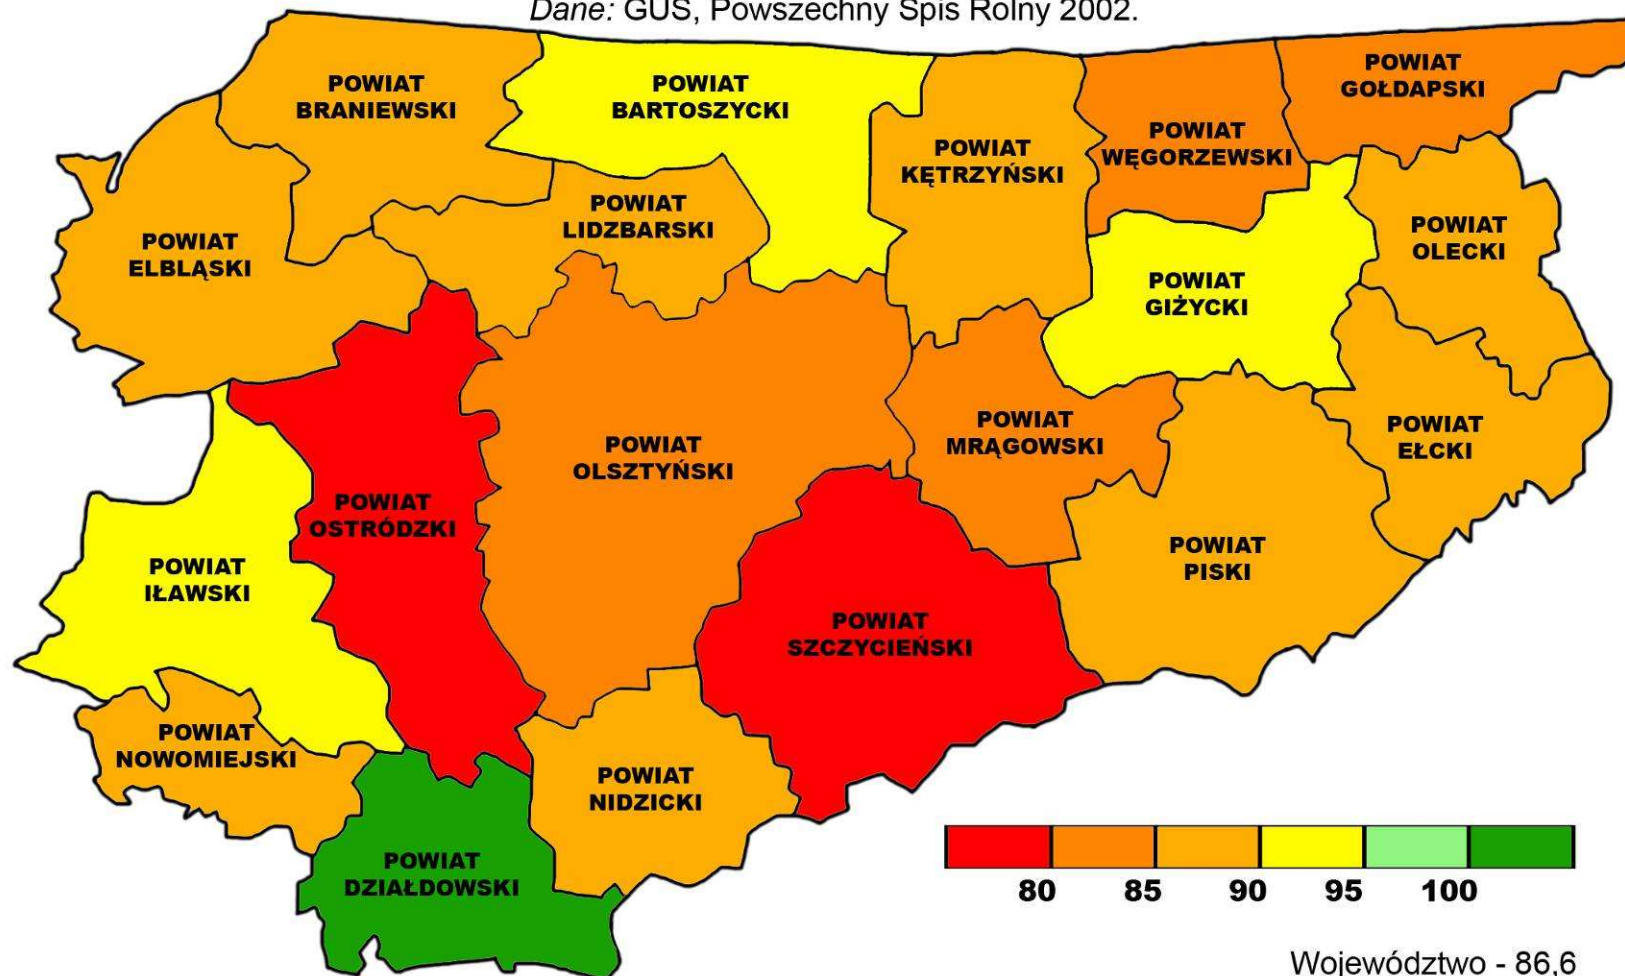 Dane: GUS, Powszechny Spis Rolny 2002.
POWIAT
BRANIEWSKI
POWIAT
BARTOSZYCKI
POWIAT
GOŁDAPSKI
POWIAT
KĘTRZYŃSKI
POWIAT
WĘGORZEWSKI
POWIAT
ELBLĄSKI
POWIAT
LIDZBARSKI
POWIAT
OLECKI
POWIAT
GIŻYCKI
POWIAT
OSTRÓDZKI
POWIAT
OLSZTYŃSKI
POWIAT
MRĄGOWSKI
POWIAT
EŁCKI
POWIAT
IŁAWSKI
POWIAT
SZCZYCIEŃSKI
POWIAT
PISKI
POWIAT
NOWOMIEJSKI
POWIAT
NIDZICKI
POWIAT
DZIAŁDOWSKI
80 85 90 95 100
Województwo - 86,6